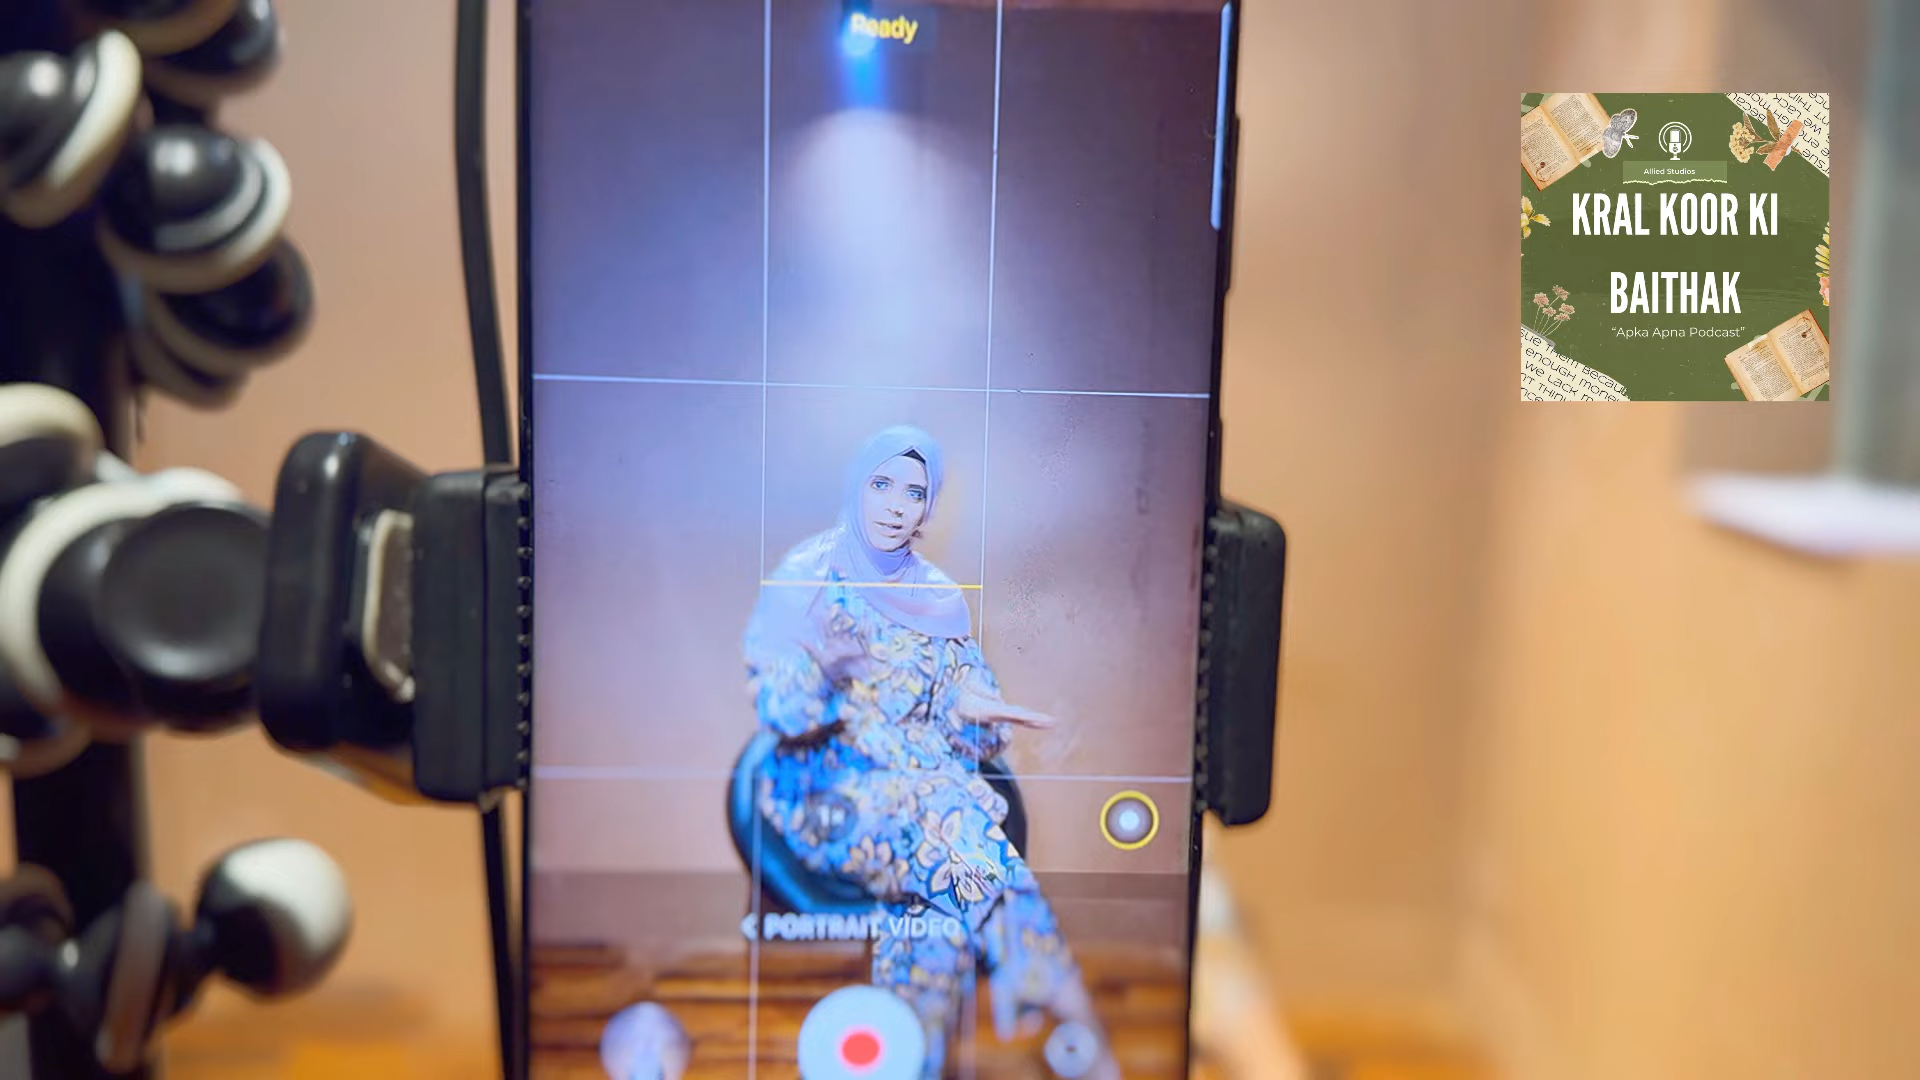 Ready
PORTRAIT VIDEO
Allied Studios
KRAL KOOR KI
BAITHAK
“Apka Apna Podcast”